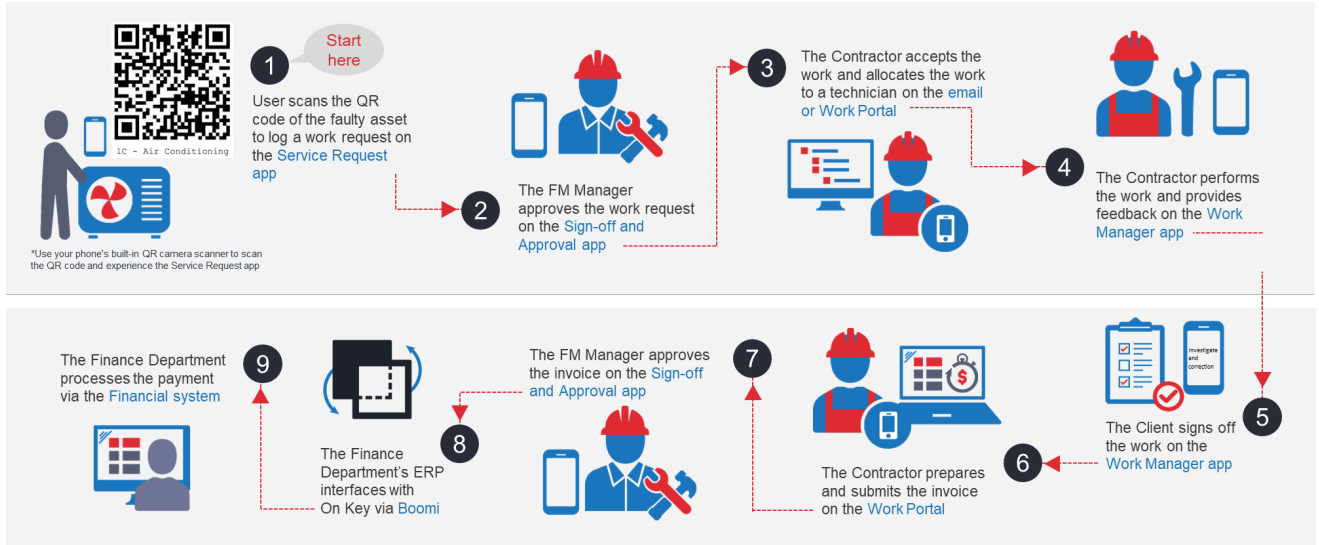 1C - Air Conditioning
*Use your phone's built-in QR camera scanner to scan
the QR code and experience the Service Request app
Start
here
1
User scans the QR
code of the faulty asset
to log a work request on
the Service Request
app
2
The FM Manager
approves the work request
on the Sign-off and
Approval app
3
The Contractor accepts the
work and allocates the work
to a technician on the email
or Work Portal
4
The Contractor performs
the work and provides
feedback on the Work
Manager app
Investigate
and
correction
5
The Client signs off
the work on the
Work Manager app
6
$
The Contractor prepares
and submits the invoice
on the Work Portal
7
The FM Manager approves
the invoice on the Sign-off
and Approval app
8
The Finance
Department's ERP
interfaces with
On Key via Boomi
9
The Finance Department
processes the payment
via the Financial system